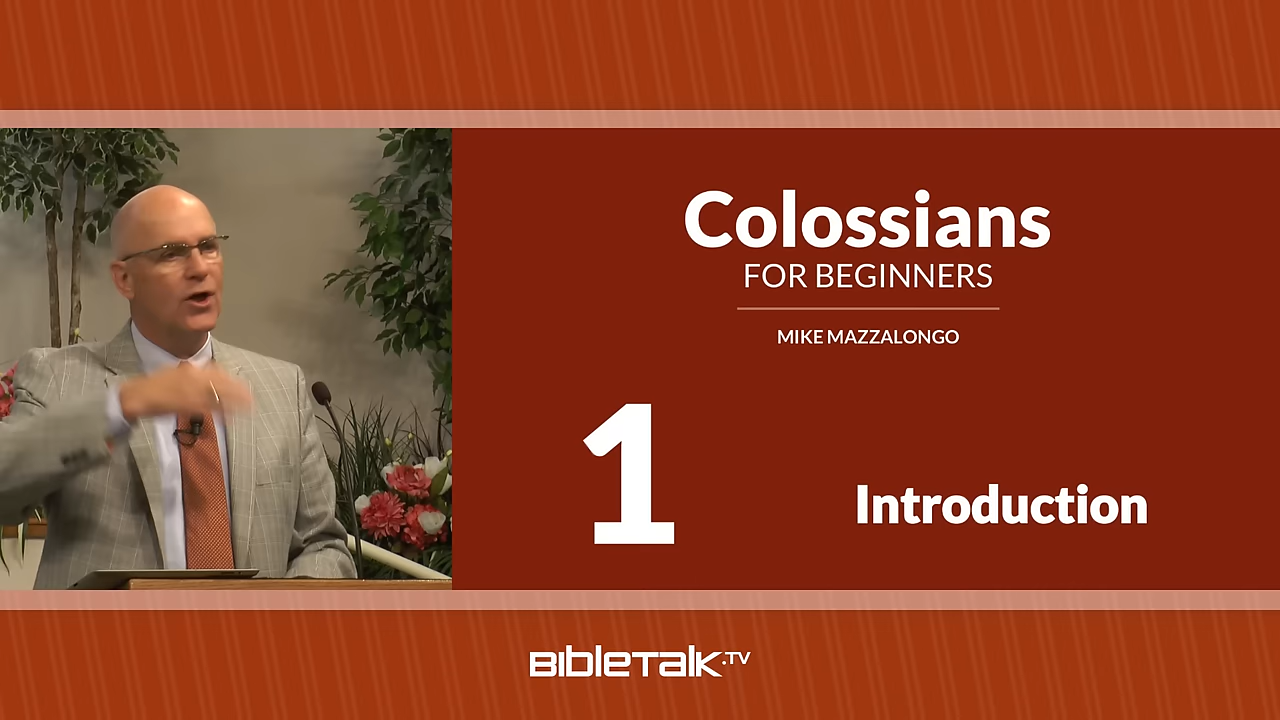 Colossians
FOR BEGINNERS
MIKE MAZZALONGO
1
Introduction
BIBLETALK.TV